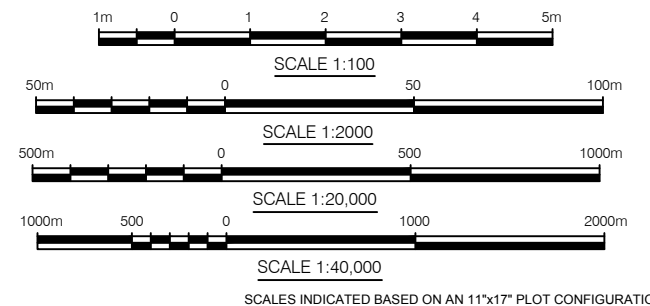 1m 0 1 2 3 4 5m
SCALE 1:100
50m 0 50 100m
SCALE 1:2000
500m 0 500 1000m
SCALE 1:20,000
1000m 500 0 1000 2000m
SCALE 1:40,000
SCALES INDICATED BASED ON AN 11"x17" PLOT CONFIGURATIO